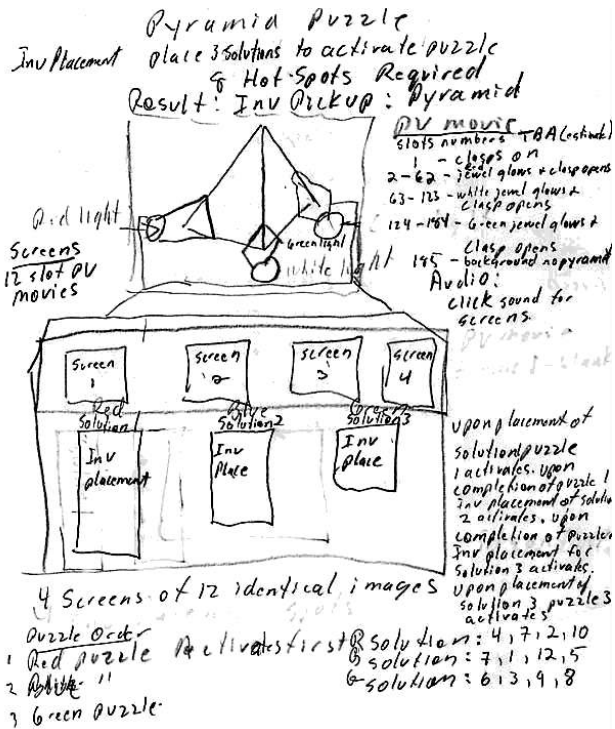 Pyramid Puzzle
Inv Placement
place 3 solutions to activate puzzle
8 Hot-Spots Required
Result: Inv Pickup: Pyramid
PV movie
slots numbers - TBA (estimate)
1 - clasps on
2-62 - Red jewel glows & clasp opens
63-123 - white jewel glows &
clasp opens
124-184 - Green jewel glows &
clasp opens
185 - background no pyramid
Audio:
click sound for
screens
Red light
Green light
white light
Screens
12 slot PV
movies
PV movie
Screen
1
screen
2
screen
3
screen
4
Red
Solution 1
Blue
Solution 2
Green
Solution 3
Inv
placement
Inv
Place
Inv
Place
upon placement of
solution puzzle
1 activates. upon
completion of puzzle 1
Inv placement of solution
2 activates. upon
completion of puzzle
Inv placement for
Solution 3 activates.
upon placement of
solution 3 puzzle 3
activates
4 Screens of 12 identical images
Puzzle Order
1 Red puzzle Activates first
2 "
3 Green puzzle
R solution: 4, 7, 2, 10
B solution: 7, 1, 12, 5
G solution: 6, 3, 9, 8